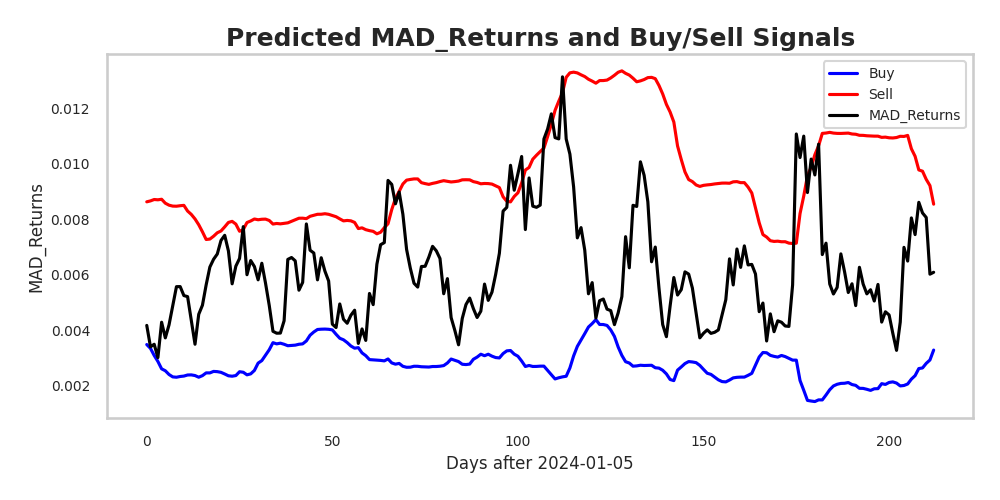 Predicted MAD_Returns and Buy/Sell Signals
Buy
Sell
MAD_Returns
MAD_Returns
0.012
0.010
0.008
0.006
0.004
0.002
0
50
100
150
200
Days after 2024-01-05